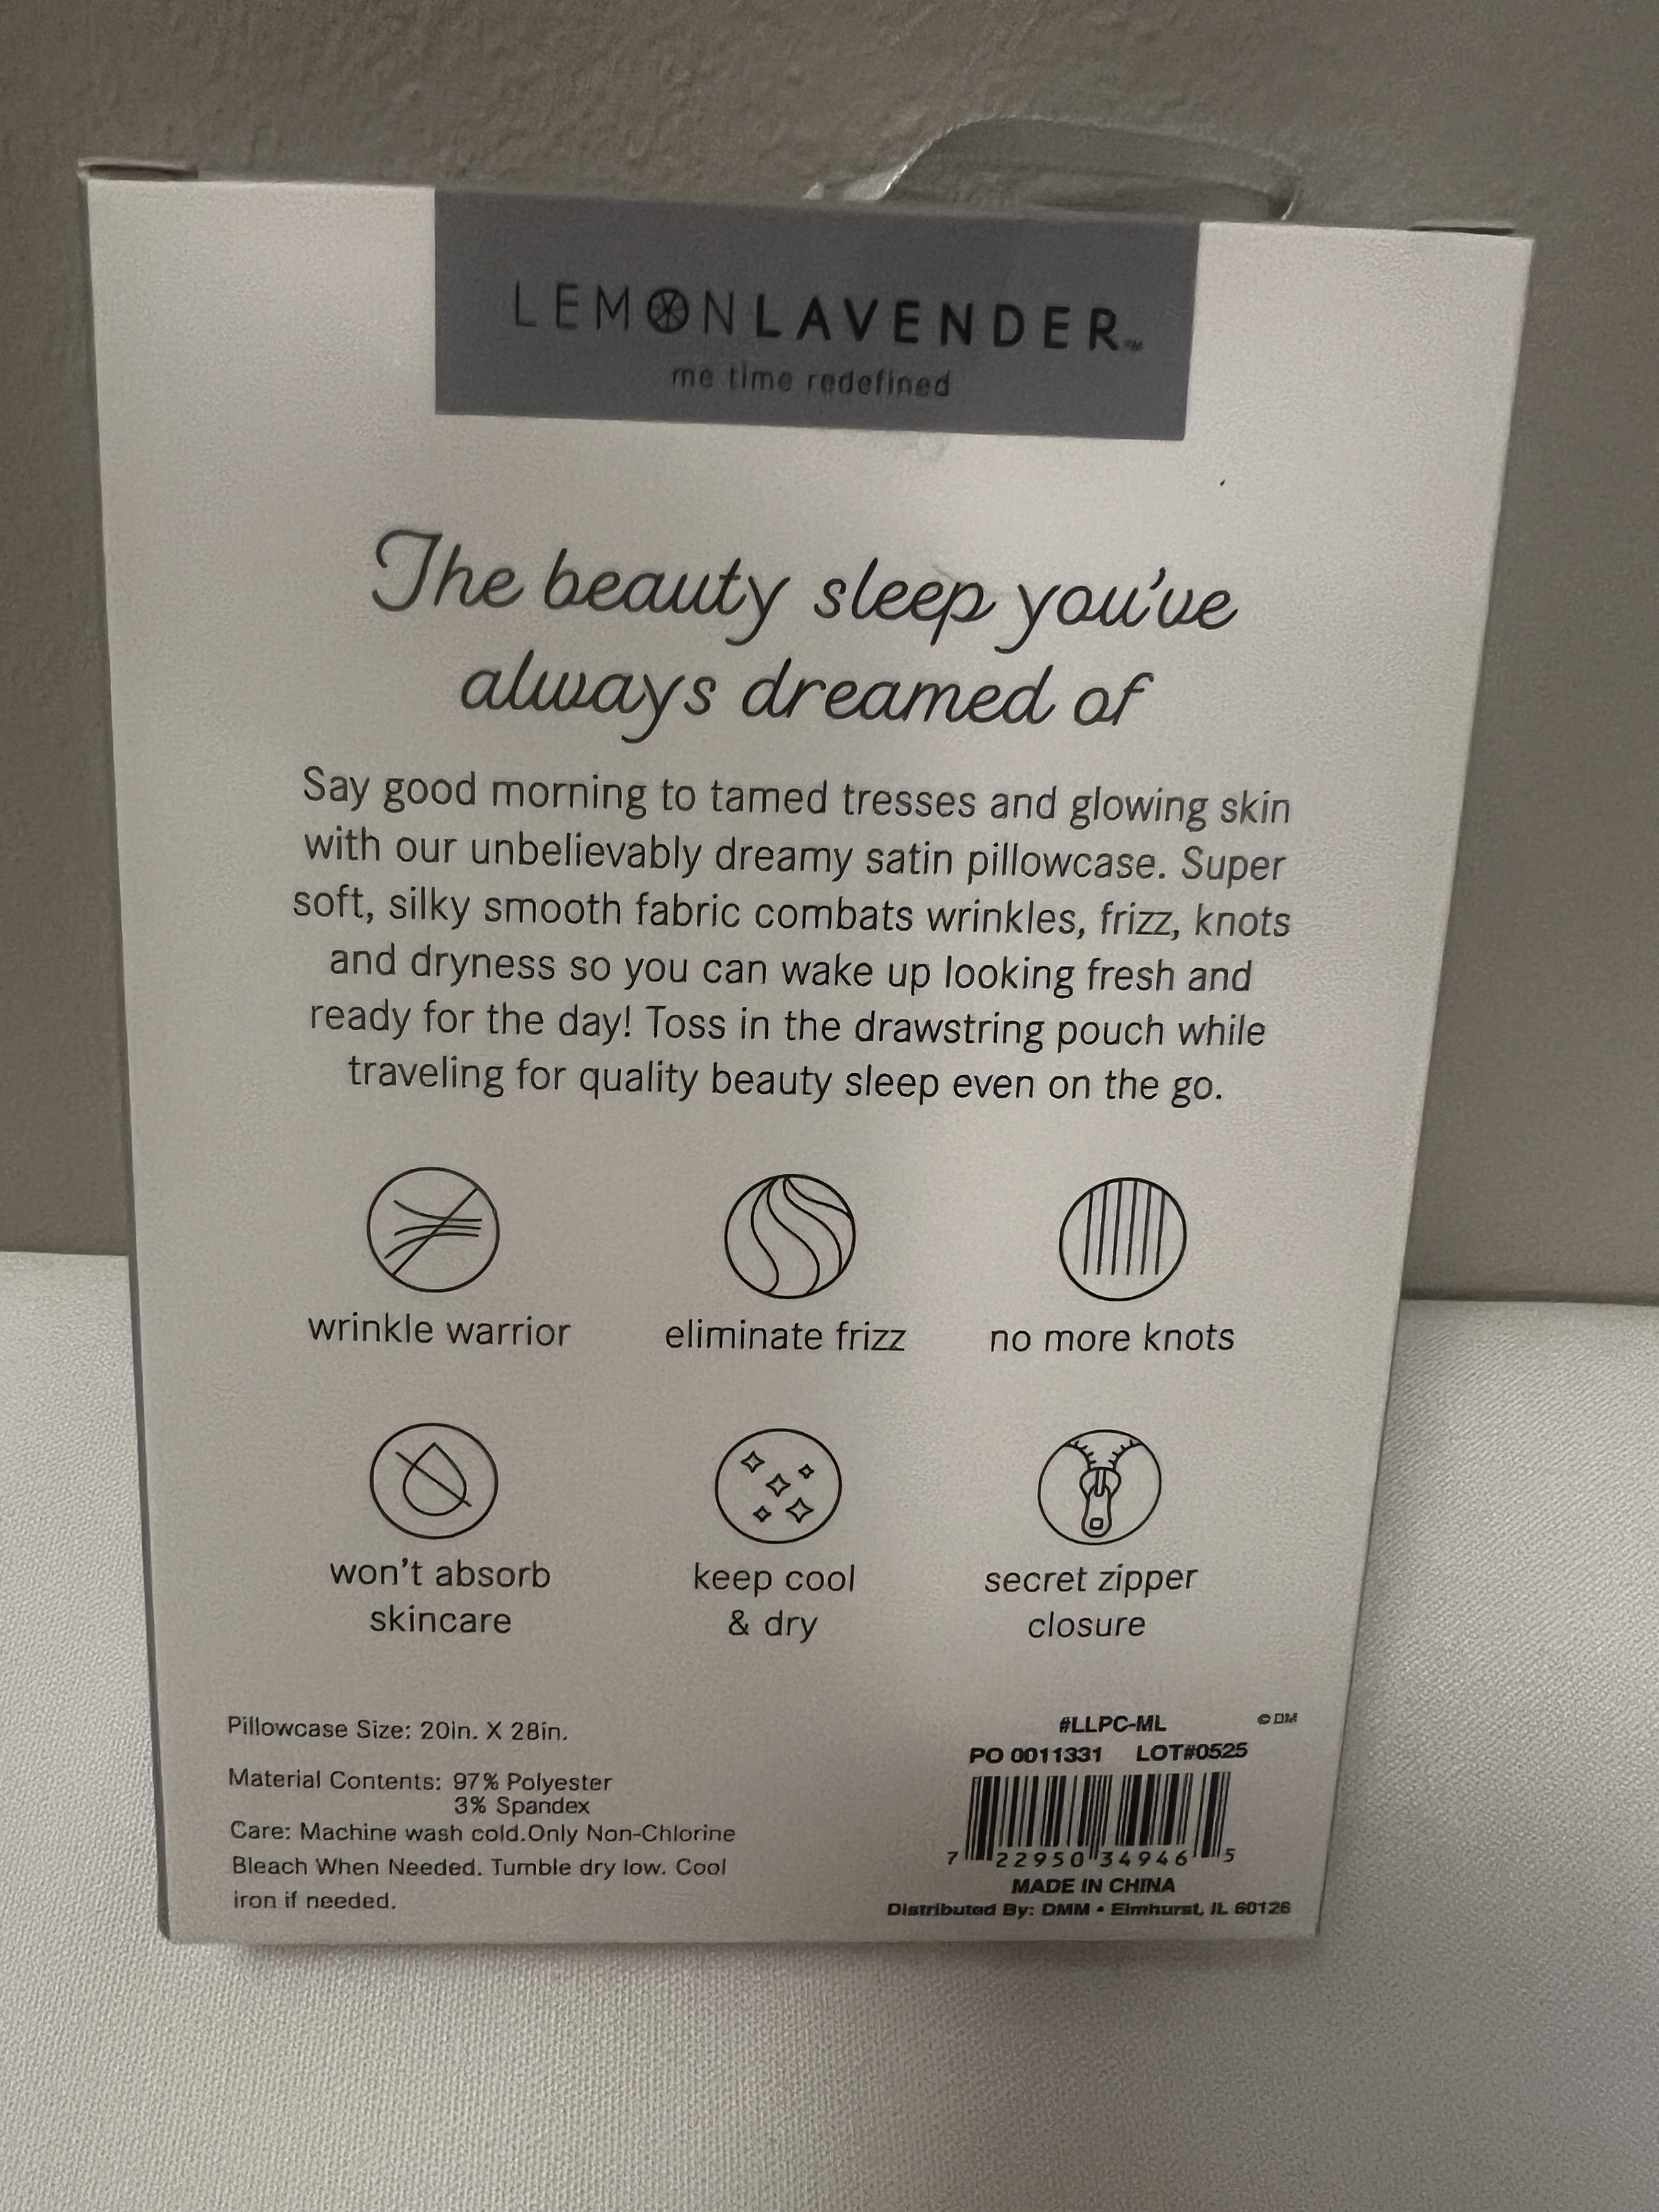 LEMONLAVENDER™
me time redefined
The beauty sleep you've
always dreamed of
Say good morning to tamed tresses and glowing skin
with our unbelievably dreamy satin pillowcase. Super
soft, silky smooth fabric combats wrinkles, frizz, knots
and dryness so you can wake up looking fresh and
ready for the day! Toss in the drawstring pouch while
traveling for quality beauty sleep even on the go.
wrinkle warrior
eliminate frizz
no more knots
won't absorb
skincare
keep cool
& dry
secret zipper
closure
Pillowcase Size: 20in. X 28in.
Material Contents: 97% Polyester
3% Spandex
Care: Machine wash cold.Only Non-Chlorine
Bleach When Needed. Tumble dry low. Cool
iron if needed.
#LLPC-ML
© DM
PO 0011331 LOT#0525
7 22950 34946 5
MADE IN CHINA
Distributed By: DMM • Elmhurst, IL 60126